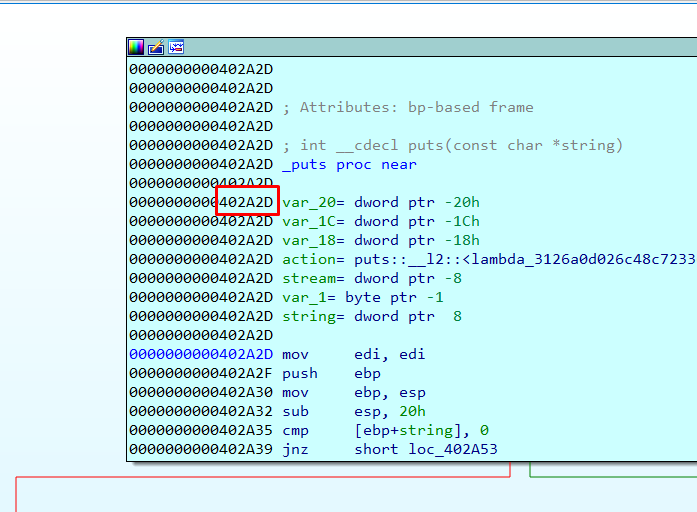 0000000000402A2D
0000000000402A2D
0000000000402A2D ; Attributes: bp-based frame
0000000000402A2D
0000000000402A2D ; int __cdecl puts(const char *string)
0000000000402A2D _puts proc near
0000000000402A2D
0000000000402A2D var_20= dword ptr -20h
0000000000402A2D var_1C= dword ptr -1Ch
0000000000402A2D var_18= dword ptr -18h
0000000000402A2D action= puts::__l2::<lambda_3126a0d026c48c7233
0000000000402A2D stream= dword ptr -8
0000000000402A2D var_1= byte ptr -1
0000000000402A2D string= dword ptr  8
0000000000402A2D
0000000000402A2D mov     edi, edi
0000000000402A2F push    ebp
0000000000402A30 mov     ebp, esp
0000000000402A32 sub     esp, 20h
0000000000402A35 cmp     [ebp+string], 0
0000000000402A39 jnz     short loc_402A53